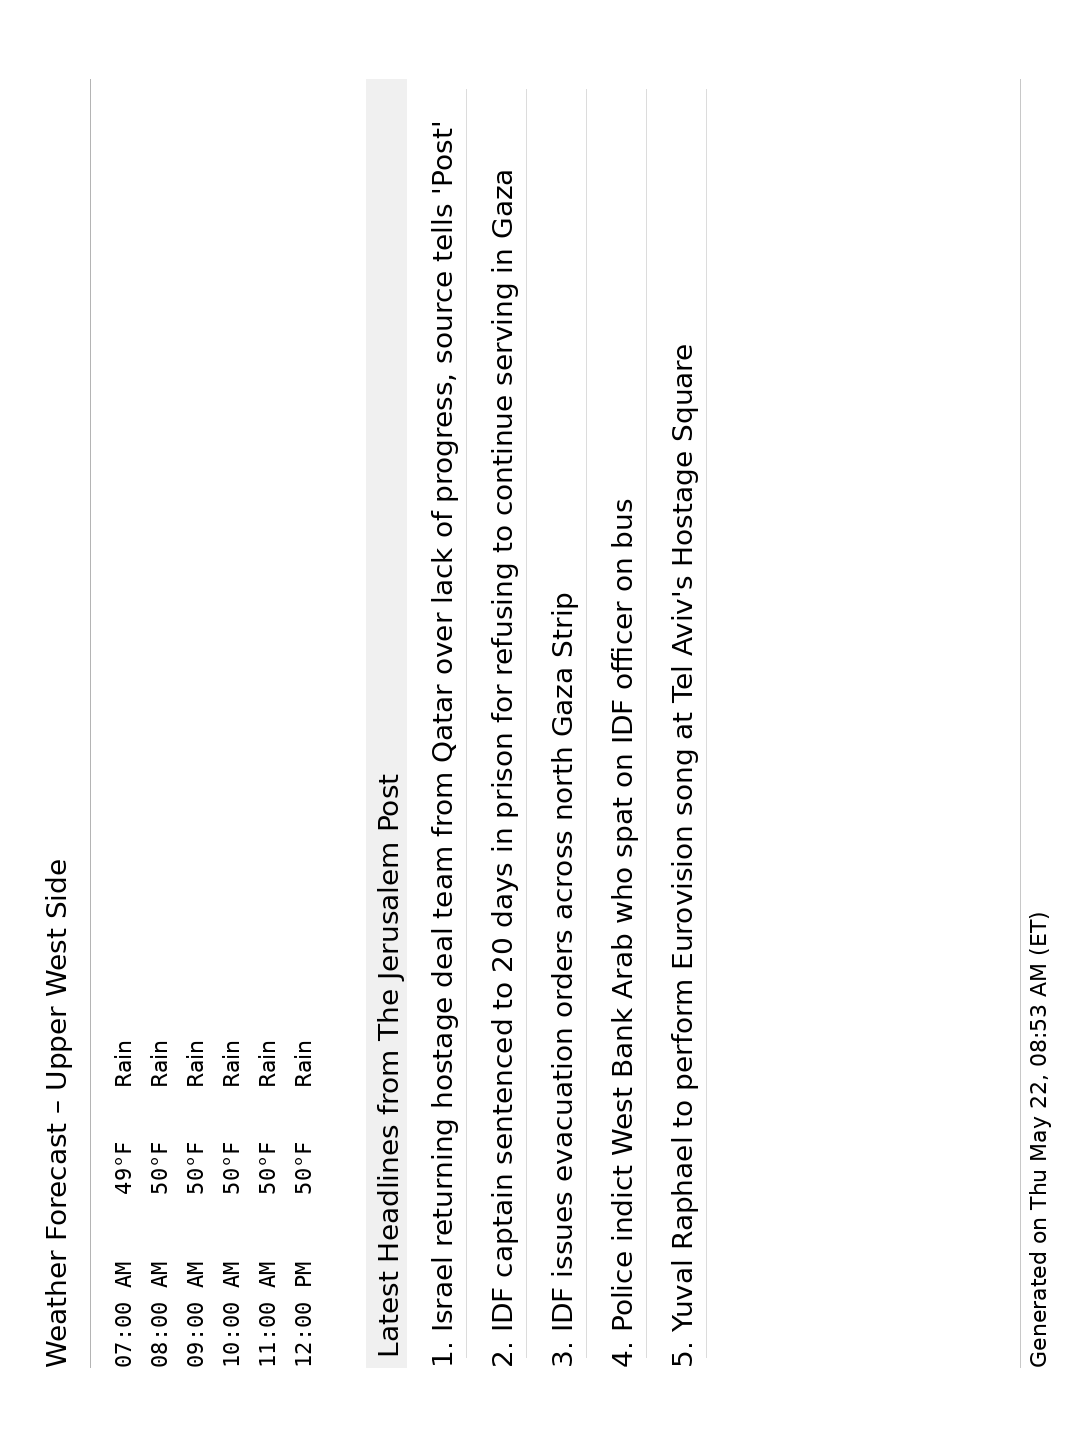 Weather Forecast – Upper West Side
07:00 AM 49°F Rain
08:00 AM 50°F Rain
09:00 AM 50°F Rain
10:00 AM 50°F Rain
11:00 AM 50°F Rain
12:00 PM 50°F Rain
Latest Headlines from The Jerusalem Post
1. Israel returning hostage deal team from Qatar over lack of progress, source tells 'Post'
2. IDF captain sentenced to 20 days in prison for refusing to continue serving in Gaza
3. IDF issues evacuation orders across north Gaza Strip
4. Police indict West Bank Arab who spat on IDF officer on bus
5. Yuval Raphael to perform Eurovision song at Tel Aviv's Hostage Square
Generated on Thu May 22, 08:53 AM (ET)